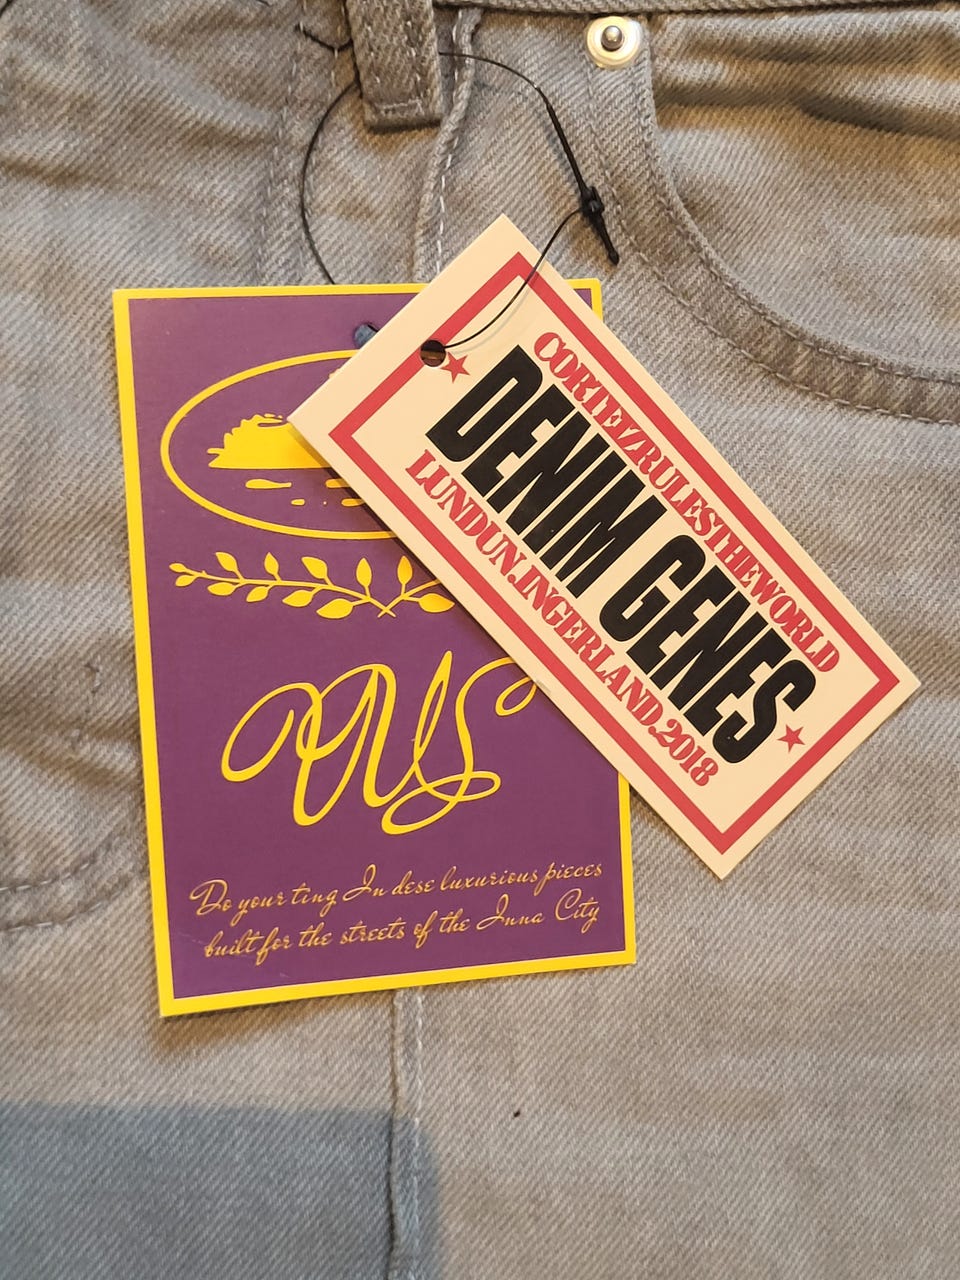 CORTEIZRULESTHEWORLD
DENIM GENES
LUNDUN.INGERLAND.2018
Do your ting In dese luxurious pieces
built for the streets of the Inna City